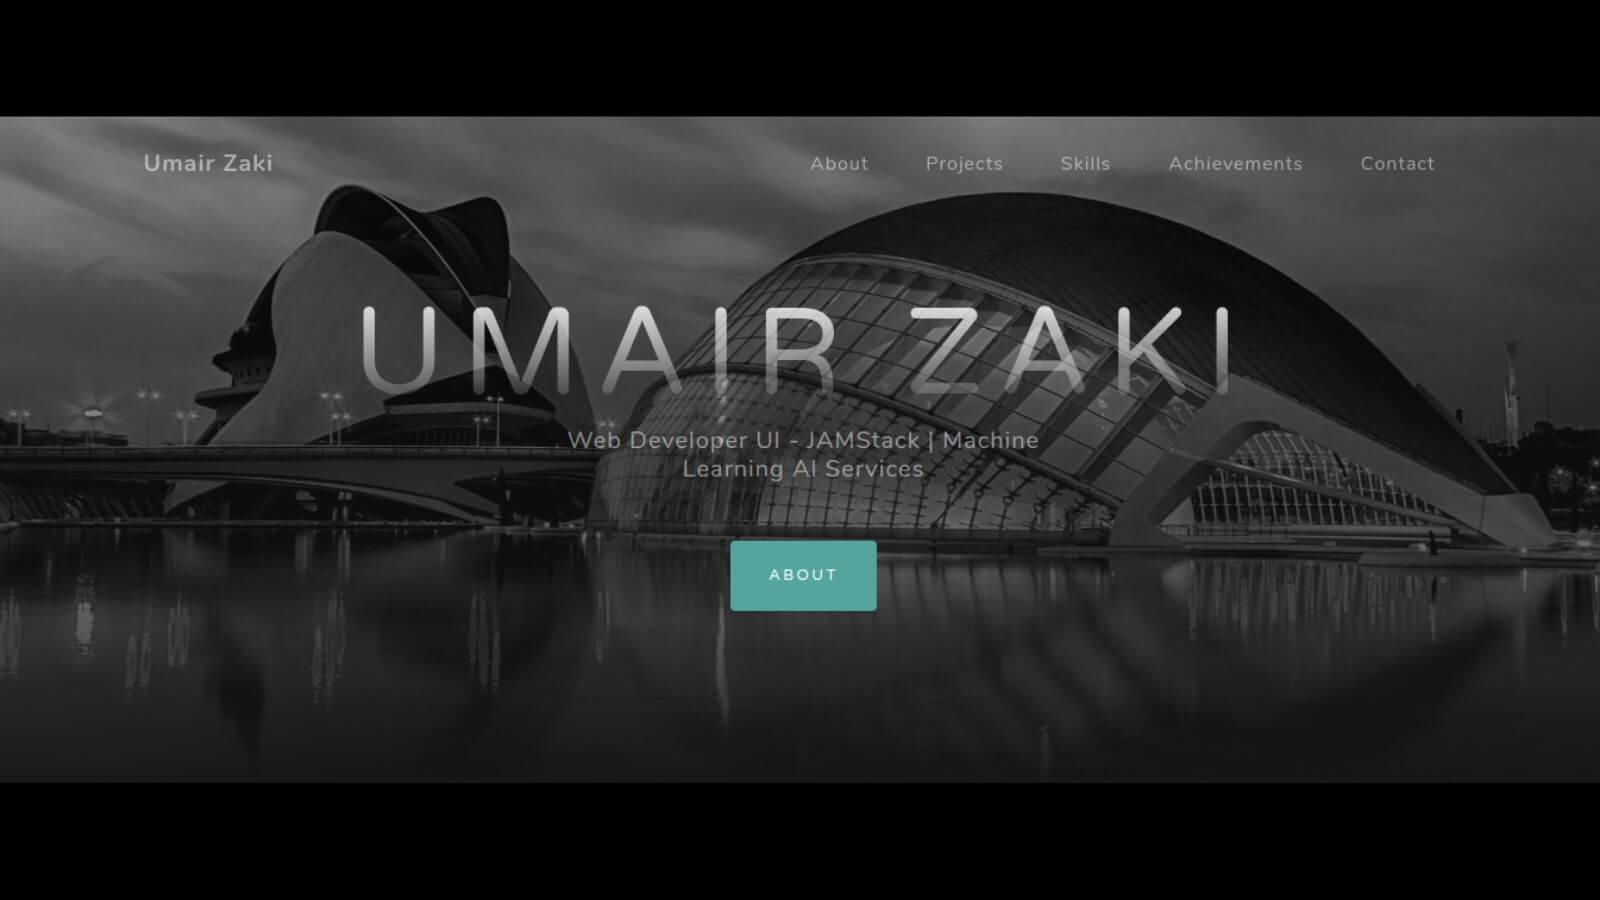 Umair Zaki
About Projects Skills Achievements Contact
UMAIR ZAKI
Web Developer UI - JAMStack | Machine
Learning AI Services
ABOUT